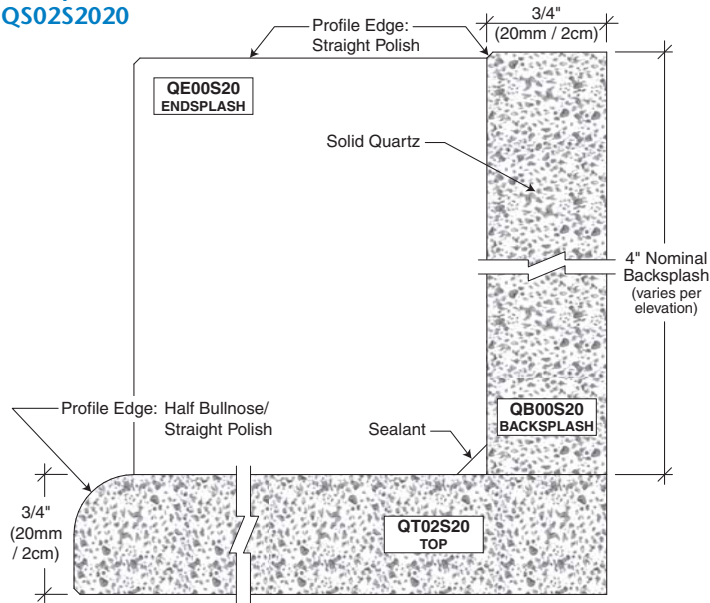 QS02S2020
Profile Edge:
Straight Polish
3/4"
(20mm / 2cm)
QE00S20
ENDSPLASH
Solid Quartz
4" Nominal
Backsplash
(varies per
elevation)
Profile Edge: Half Bullnose/
Straight Polish
Sealant
QB00S20
BACKSPLASH
3/4"
(20mm
/ 2cm)
QT02S20
TOP